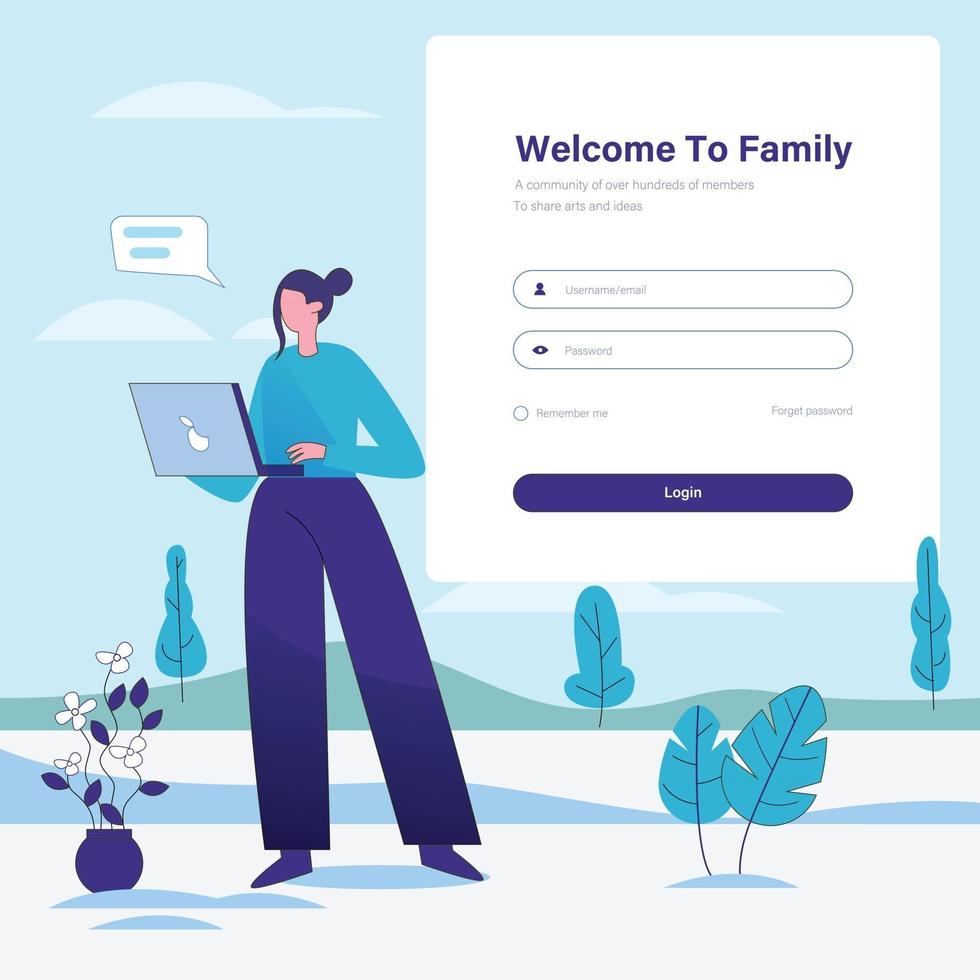 Welcome To Family
A community of over hundreds of members
To share arts and ideas
Username/email
Password
Remember me
Forget password
Login